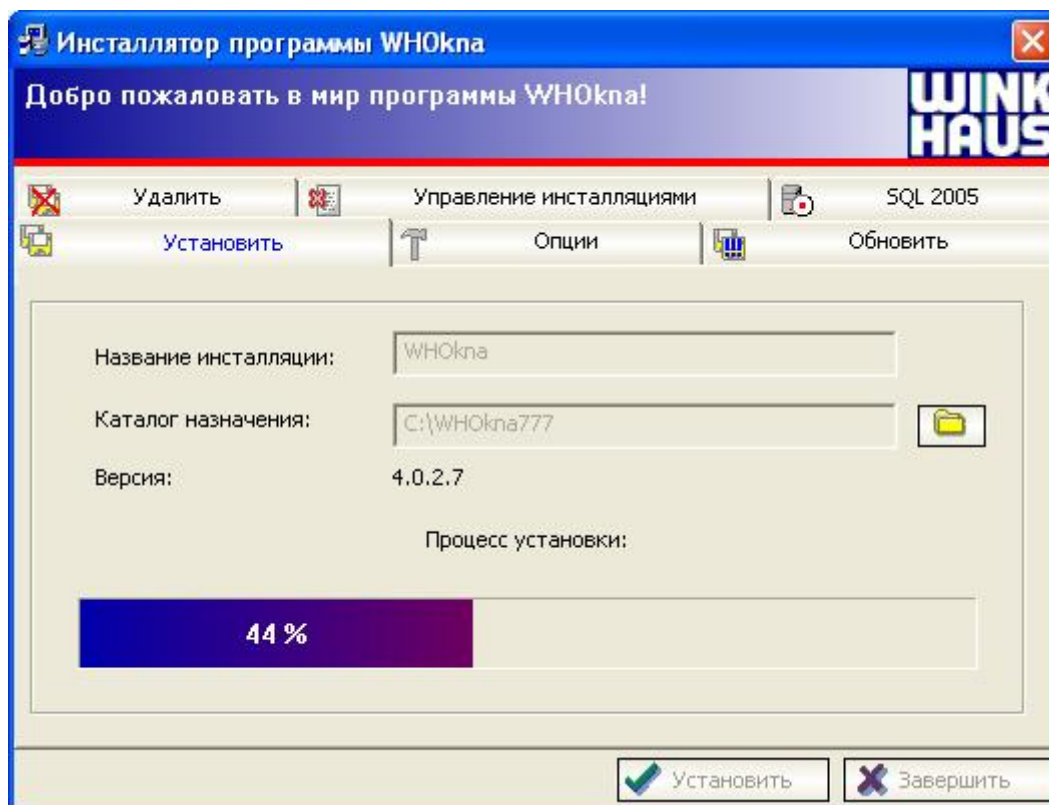 Инсталлятор программы WHOkna
Добро пожаловать в мир программы WHOkna!
WINK
HAUS
Удалить
Управление инсталляциями
SQL 2005
Установить
Опции
Обновить
Название инсталляции:
WHOkna
Каталог назначения:
C:\WHOkna777
Версия:
4.0.2.7
Процесс установки:
44 %
Установить
Завершить